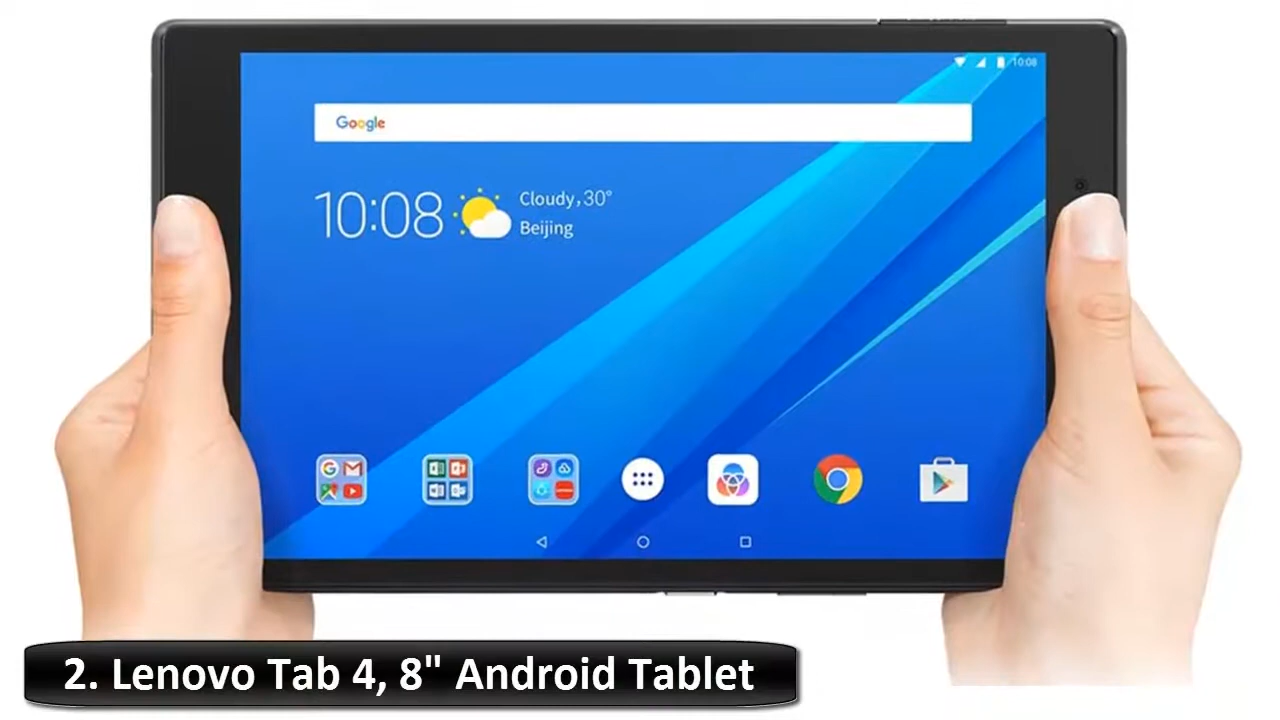 10:08
Google
10:08
Cloudy, 30°
Beijing
2. Lenovo Tab 4, 8" Android Tablet